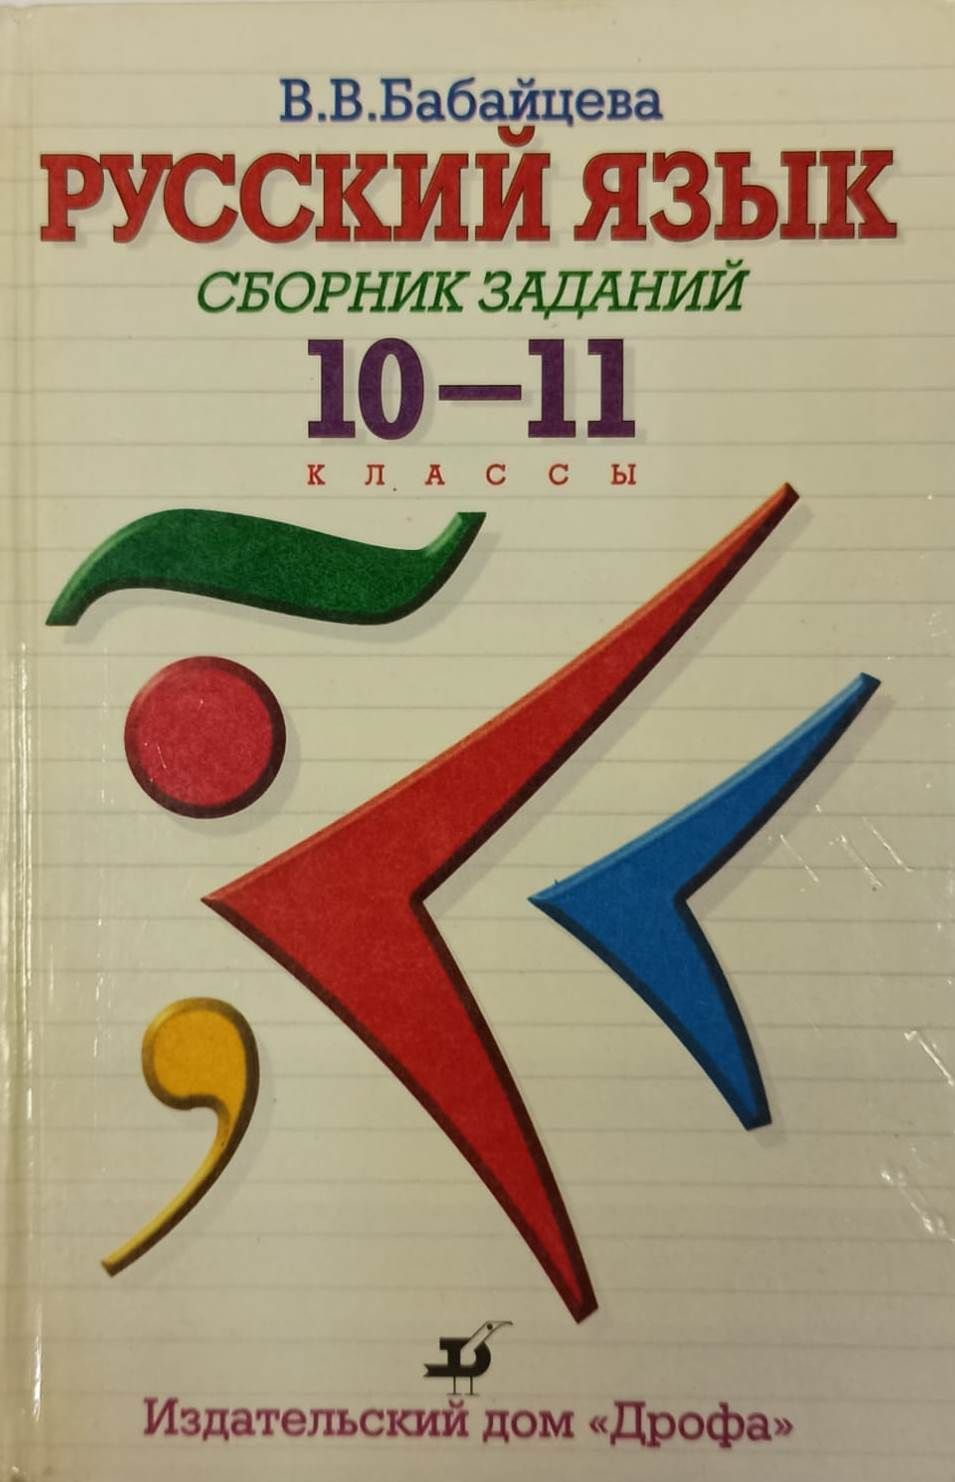 В.В.Бабайцева
РУССКИЙ ЯЗЫК
СБОРНИК ЗАДАНИЙ
10–11
КЛАССЫ
Издательский дом «Дрофа»